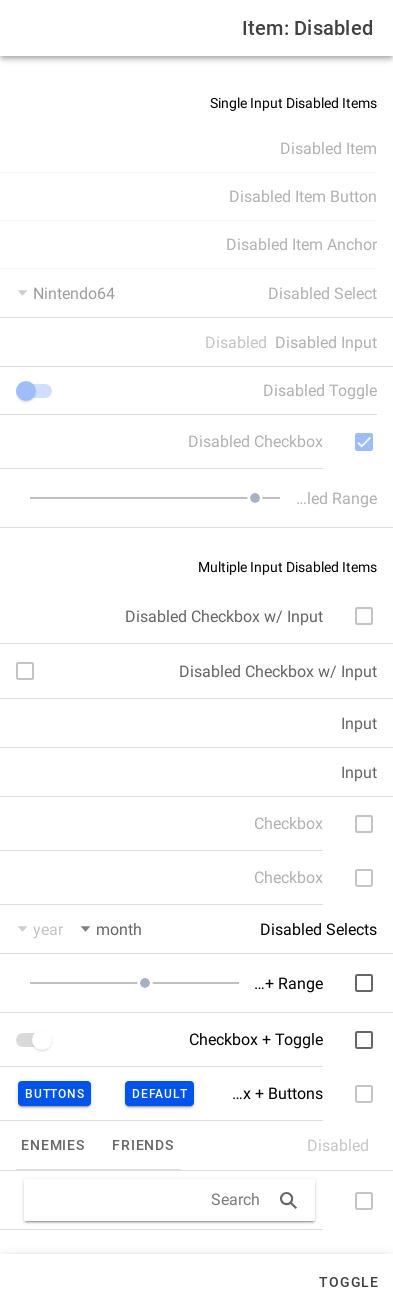 Item: Disabled
Single Input Disabled Items
Disabled Item
Disabled Item Button
Disabled Item Anchor
Disabled Select Nintendo64
Disabled Input Disabled
Disabled Toggle
Disabled Checkbox
...led Range
Multiple Input Disabled Items
Disabled Checkbox w/ Input
Disabled Checkbox w/ Input
Input
Input
Checkbox
Checkbox
Disabled Selects month year
...+ Range
Checkbox + Toggle
...x + Buttons DEFAULT BUTTONS
Disabled FRIENDS ENEMIES
Search
TOGGLE